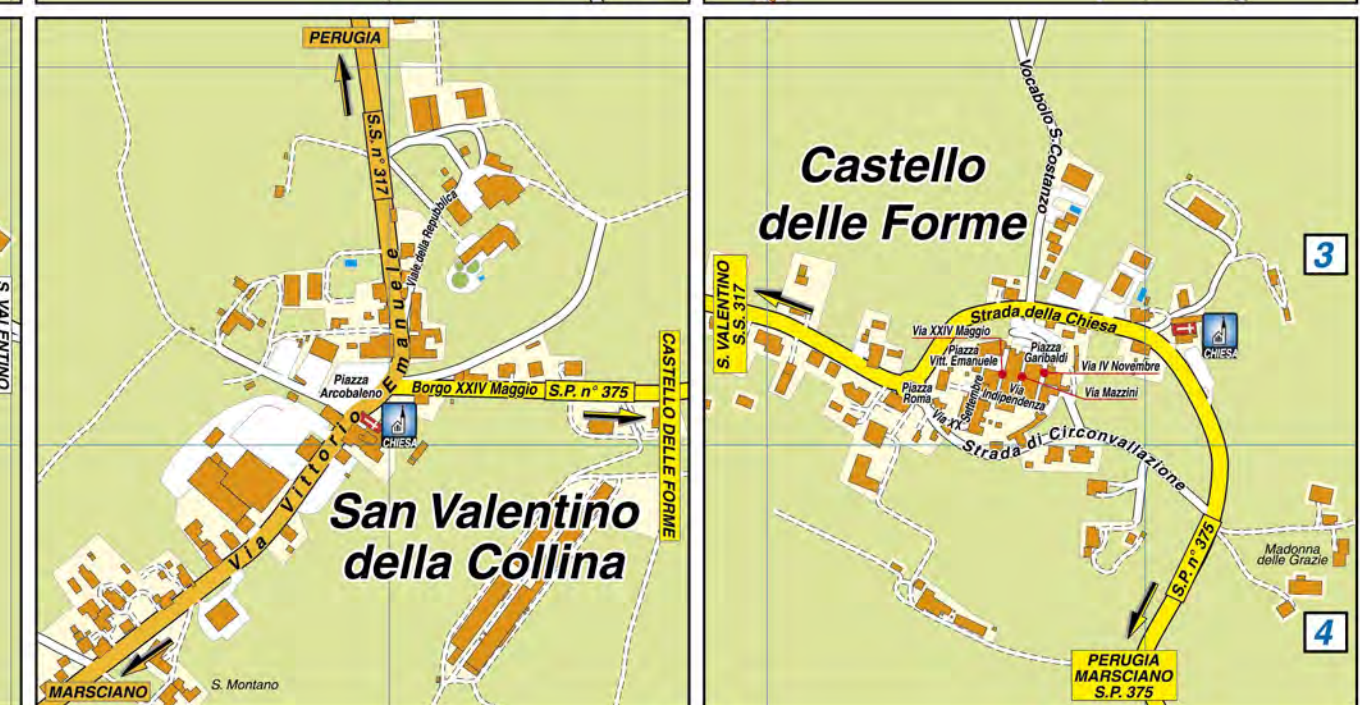 S. VALENTINO
PERUGIA
S.S. n° 317
Viale della Repubblica
Via Vittorio Emanuele
Piazza
Arcobaleno
Borgo XXIV Maggio
S.P. n° 375
CHIESA
CASTELLO DELLE FORME
San Valentino
della Collina
MARSCIANO
S. Montano
Vocabolo S.Costanzo
Castello
delle Forme
3
S. VALENTINO
S.S. 317
Strada della Chiesa
CHIESA
Via XXIV Maggio
Piazza
Vitt. Emanuele
Piazza
Garibaldi
Via IV Novembre
Via Mazzini
Piazza
Roma
Via XX Settembre
Via
Indipendenza
Strada di Circonvallazione
S.P. n° 375
Madonna
delle Grazie
4
PERUGIA
MARSCIANO
S.P. 375